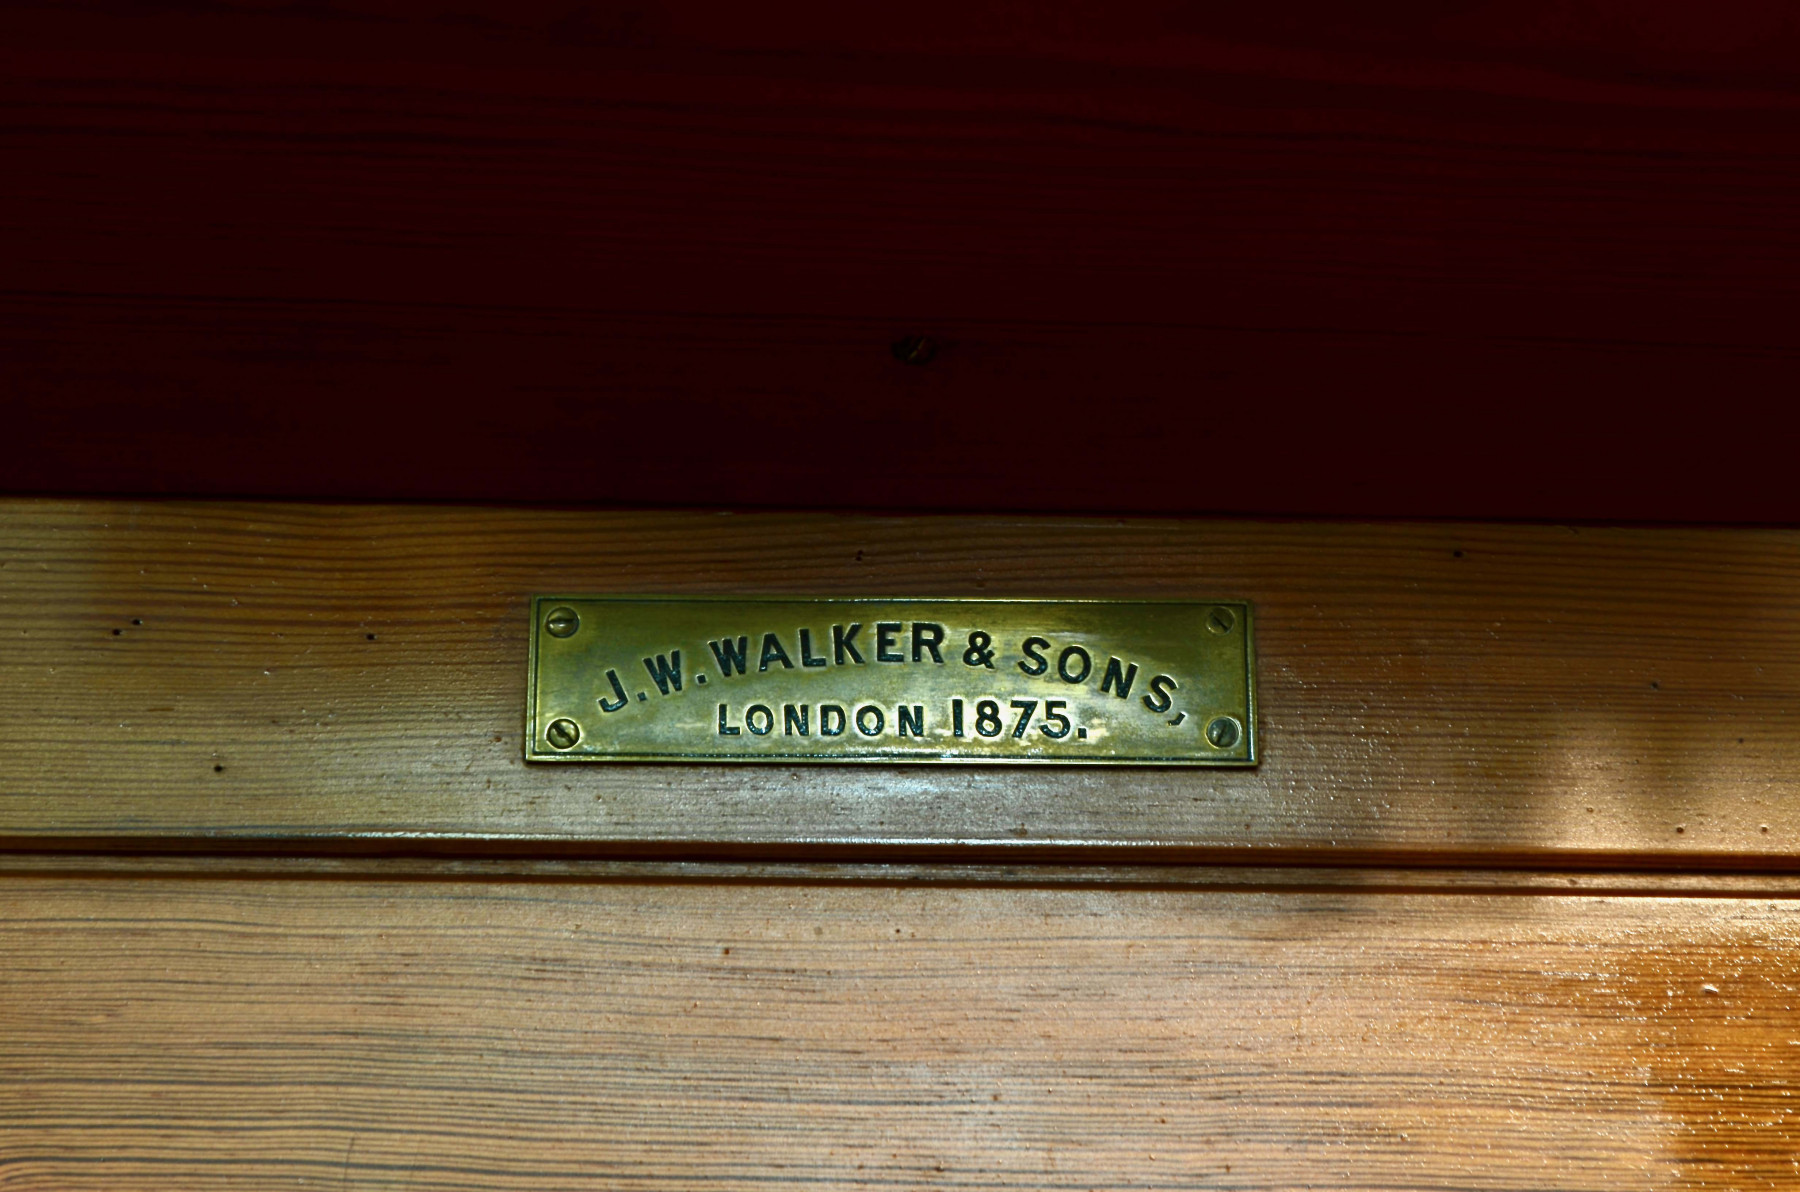 J. W. WALKER & SONS,
LONDON 1875.